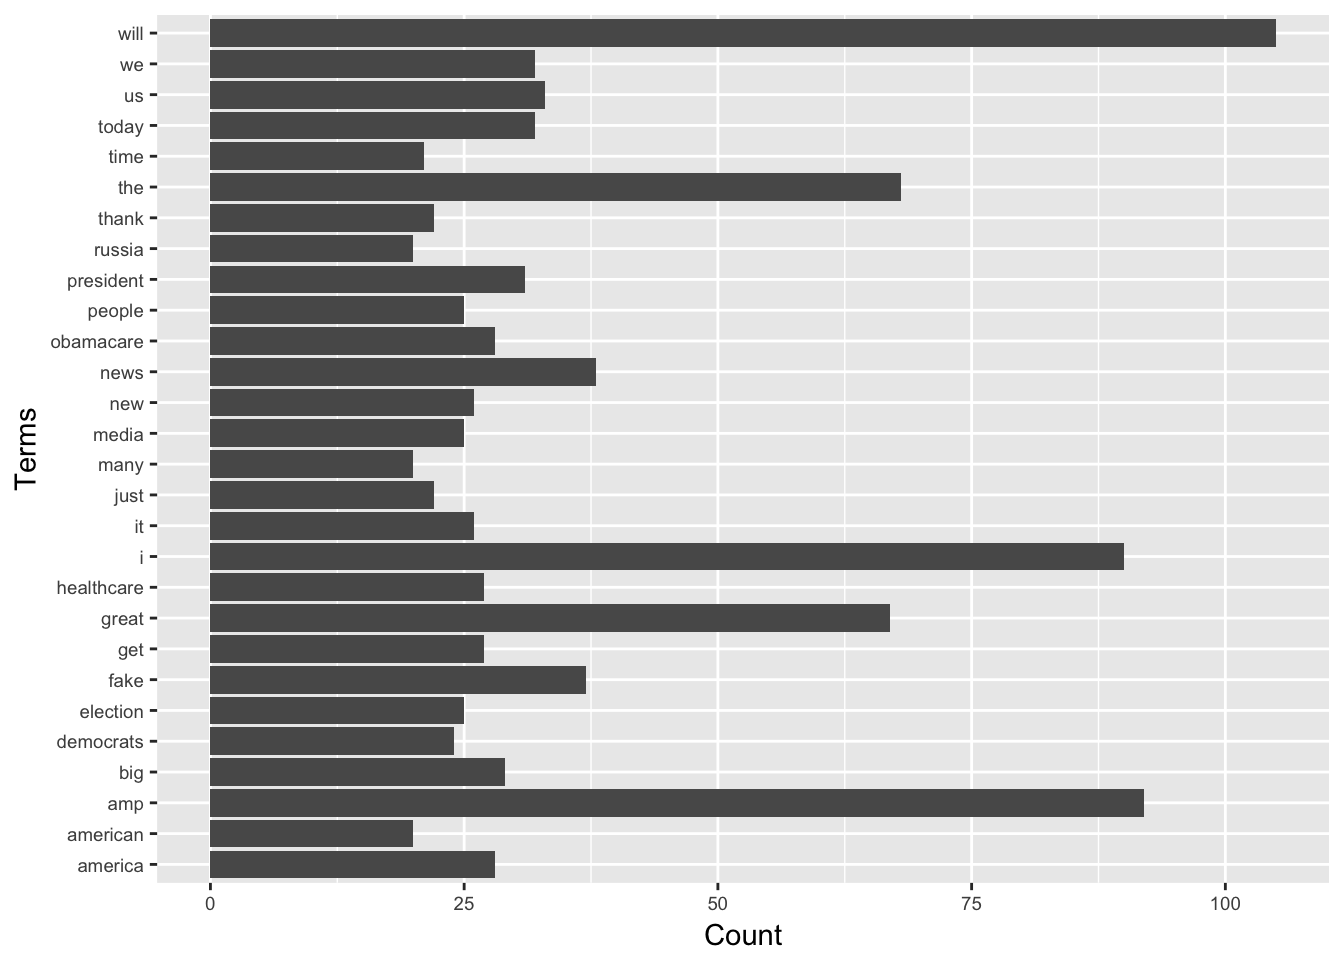 will
we
us
today
time
the
thank
russia
president
people
obamacare
news
new
media
many
just
it
i
healthcare
great
get
fake
election
democrats
big
amp
american
america
Terms
0 25 50 75 100
Count